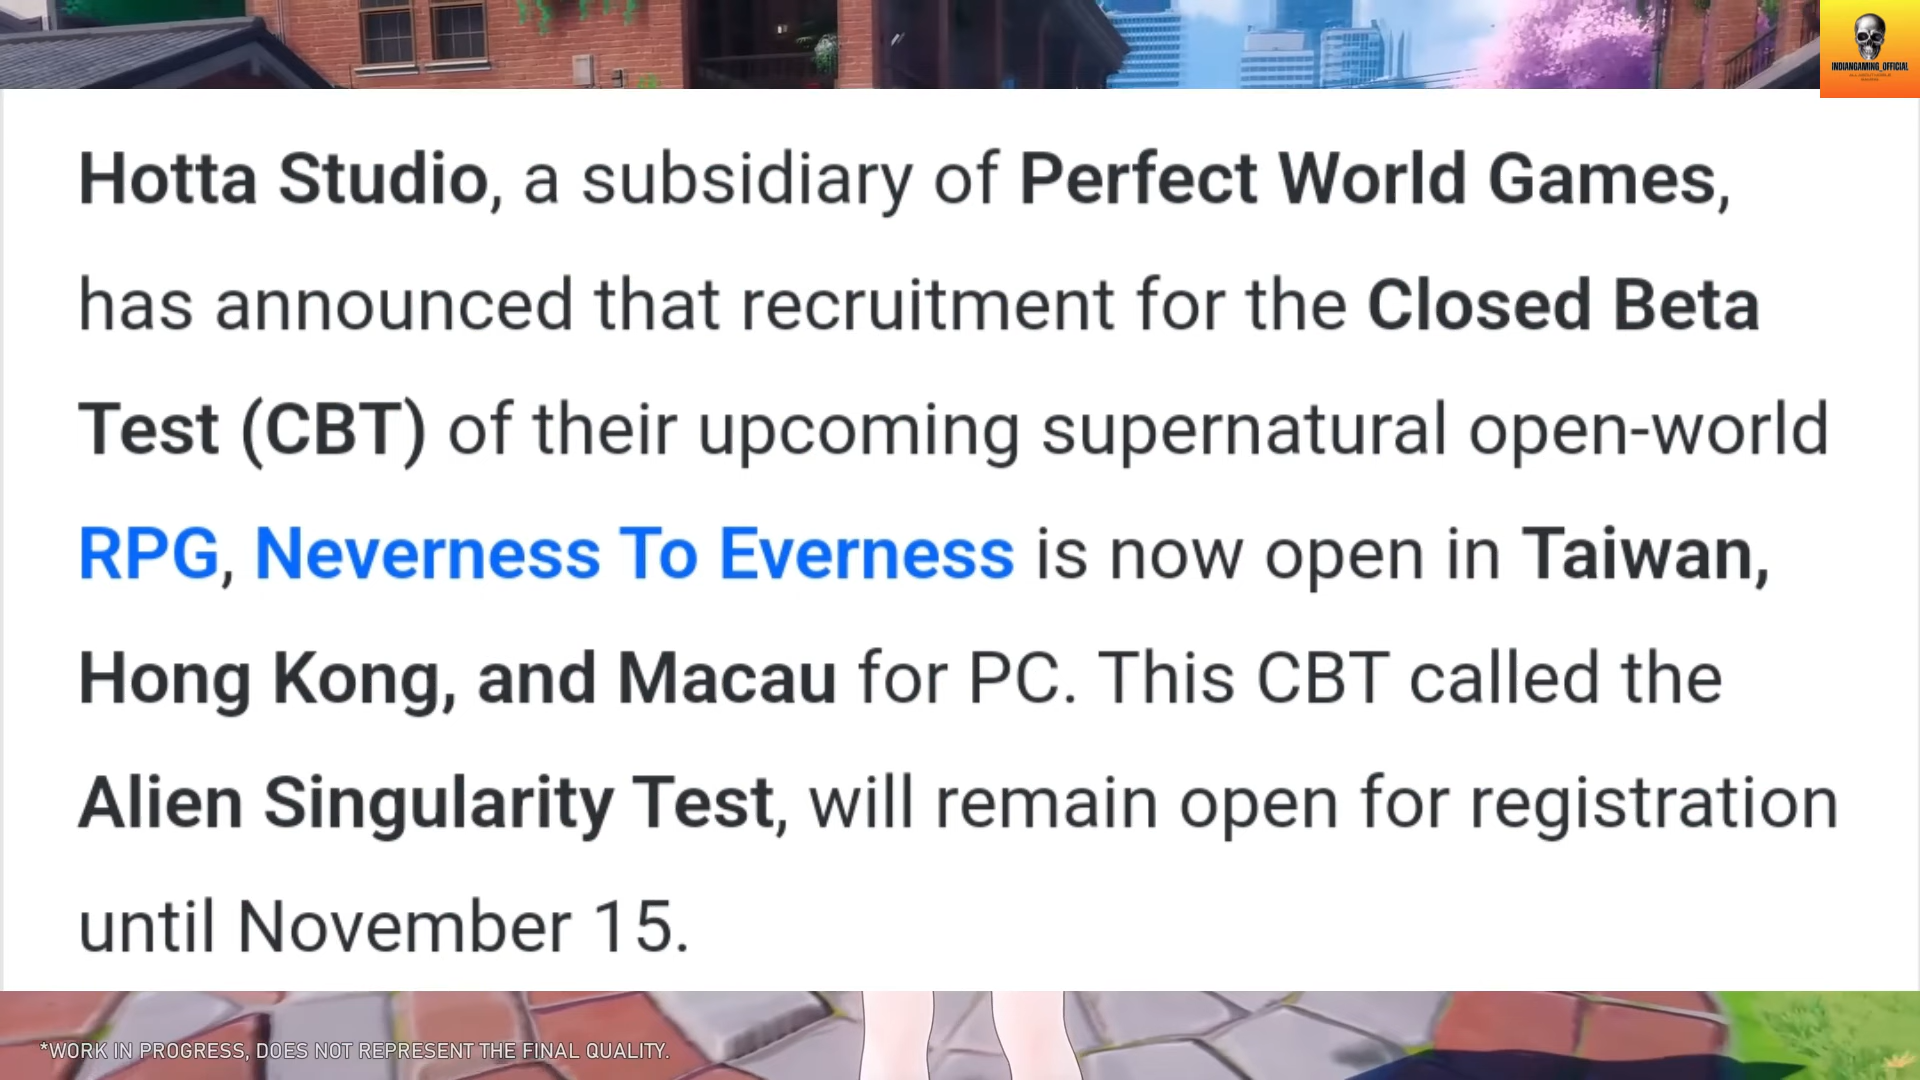 INDIANGAMING_OFFICIAL
Hotta Studio, a subsidiary of Perfect World Games,
has announced that recruitment for the Closed Beta
Test (CBT) of their upcoming supernatural open-world
RPG, Neverness To Everness is now open in Taiwan,
Hong Kong, and Macau for PC. This CBT called the
Alien Singularity Test, will remain open for registration
until November 15.
*WORK IN PROGRESS, DOES NOT REPRESENT THE FINAL QUALITY.